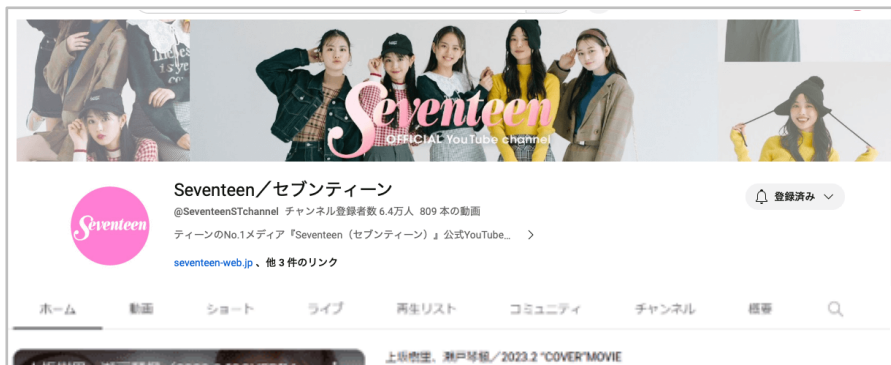 Seventeen
OFFICIAL YouTube channel
Seventeen
Seventeen／セブンティーン
@SeventeenSTchannel チャンネル登録者数 6.4万人 809 本の動画
ティーンのNo.1メディア『Seventeen（セブンティーン）』公式YouTube...
seventeen-web.jp 、他 3 件のリンク
登録済み
ホーム 動画 ショート ライブ 再生リスト コミュニティ チャンネル 概要
上坂樹里、瀬戸琴楓／2023.2 "COVER"MOVIE